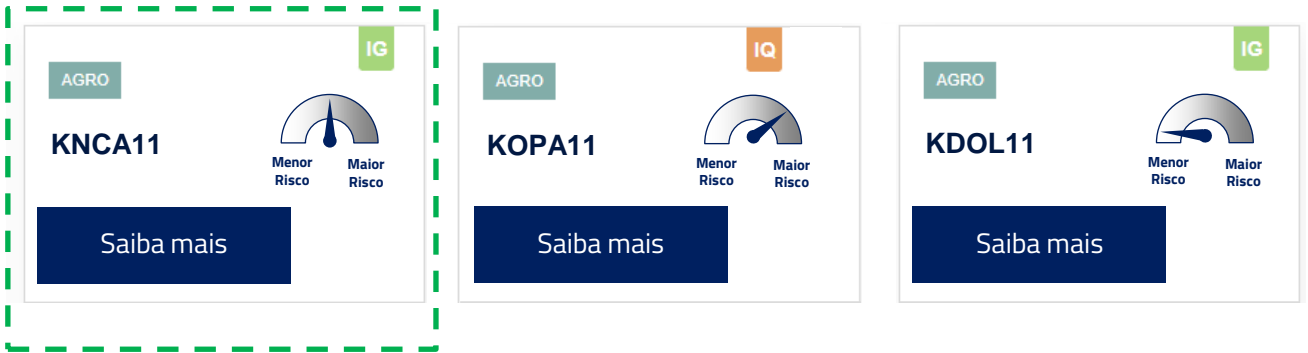 IG
AGRO
KNCA11
Menor
Risco
Maior
Risco
Saiba mais
IQ
AGRO
KOPA11
Menor
Risco
Maior
Risco
Saiba mais
IG
AGRO
KDOL11
Menor
Risco
Maior
Risco
Saiba mais